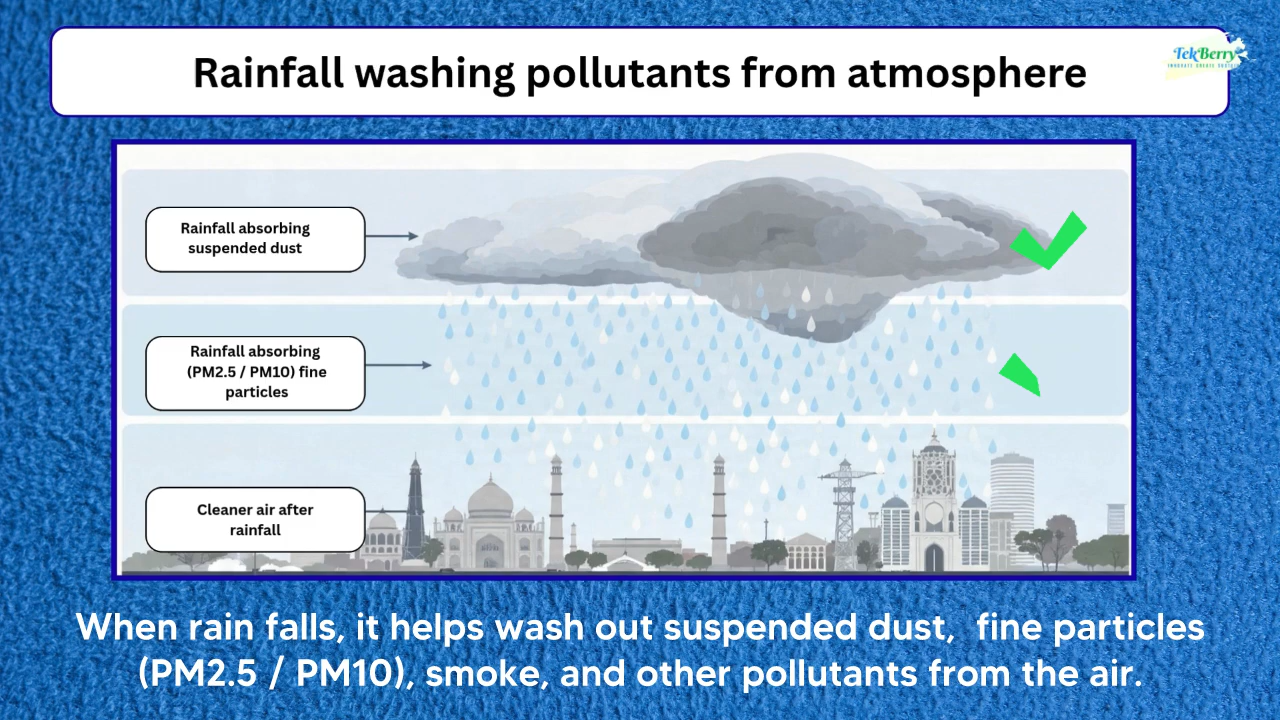 Rainfall washing pollutants from atmosphere
TekBerry
Rainfall absorbing
suspended dust
Rainfall absorbing
(PM2.5 / PM10) fine
particles
Cleaner air after
rainfall
When rain falls, it helps wash out suspended dust,  fine particles
(PM2.5 / PM10), smoke, and other pollutants from the air.